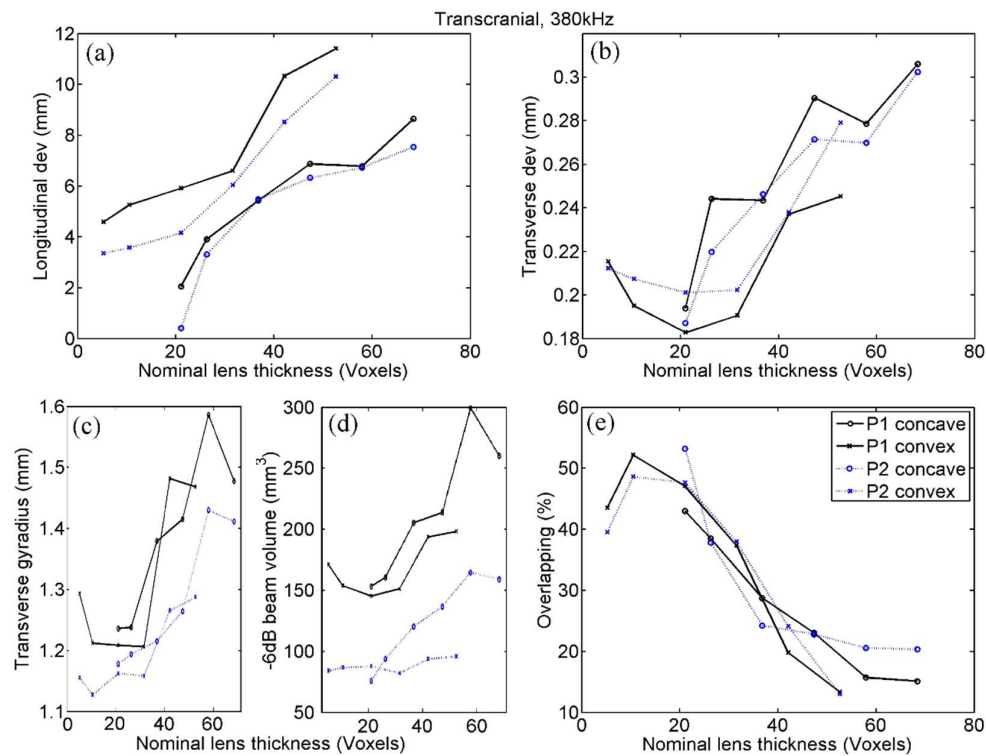 Transcranial, 380kHz
(a)
Longitudinal dev (mm)
12
10
8
6
4
2
0
0 20 40 60 80
Nominal lens thickness (Voxels)
(b)
Transverse dev (mm)
0.3
0.28
0.26
0.24
0.22
0.2
0.18
0 20 40 60 80
Nominal lens thickness (Voxels)
(c)
Transverse gyradius (mm)
1.6
1.5
1.4
1.3
1.2
1.1
0 20 40 60
(d)
-6dB beam volume (mm³)
300
250
200
150
100
50
0 20 40 60
Nominal lens thickness (Voxels)
(e)
Overlapping (%)
60
50
40
30
20
10
0 20 40 60 80
Nominal lens thickness (Voxels)
P1 concave
P1 convex
P2 concave
P2 convex